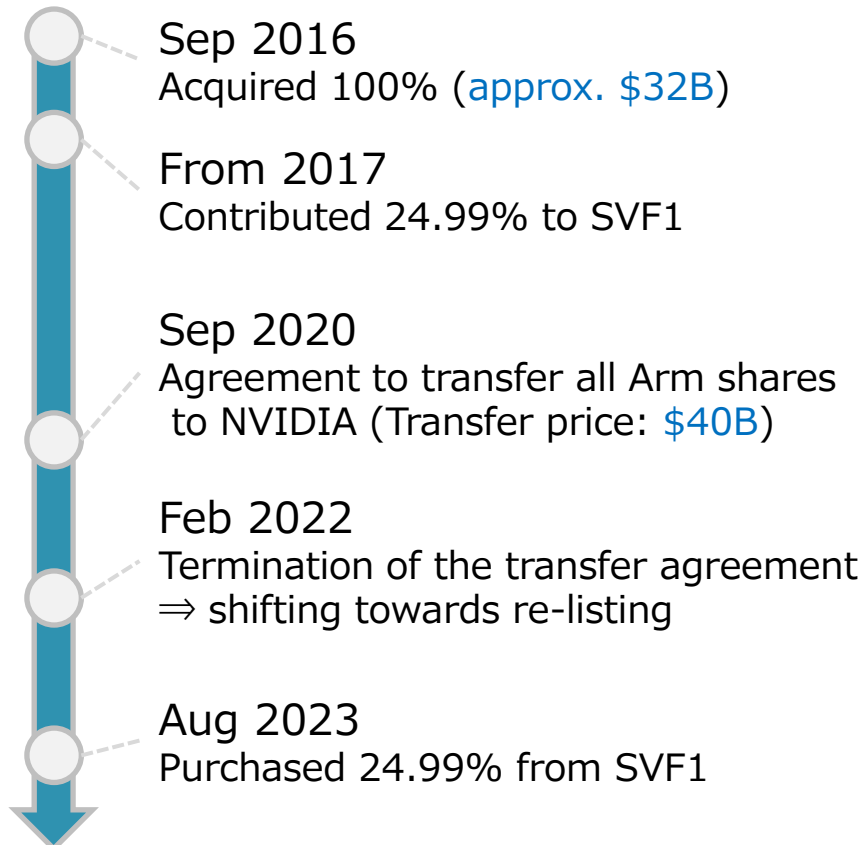 Sep 2016
Acquired 100% (approx. $32B)
From 2017
Contributed 24.99% to SVF1
Sep 2020
Agreement to transfer all Arm shares
to NVIDIA (Transfer price: $40B)
Feb 2022
Termination of the transfer agreement
⇒ shifting towards re-listing
Aug 2023
Purchased 24.99% from SVF1